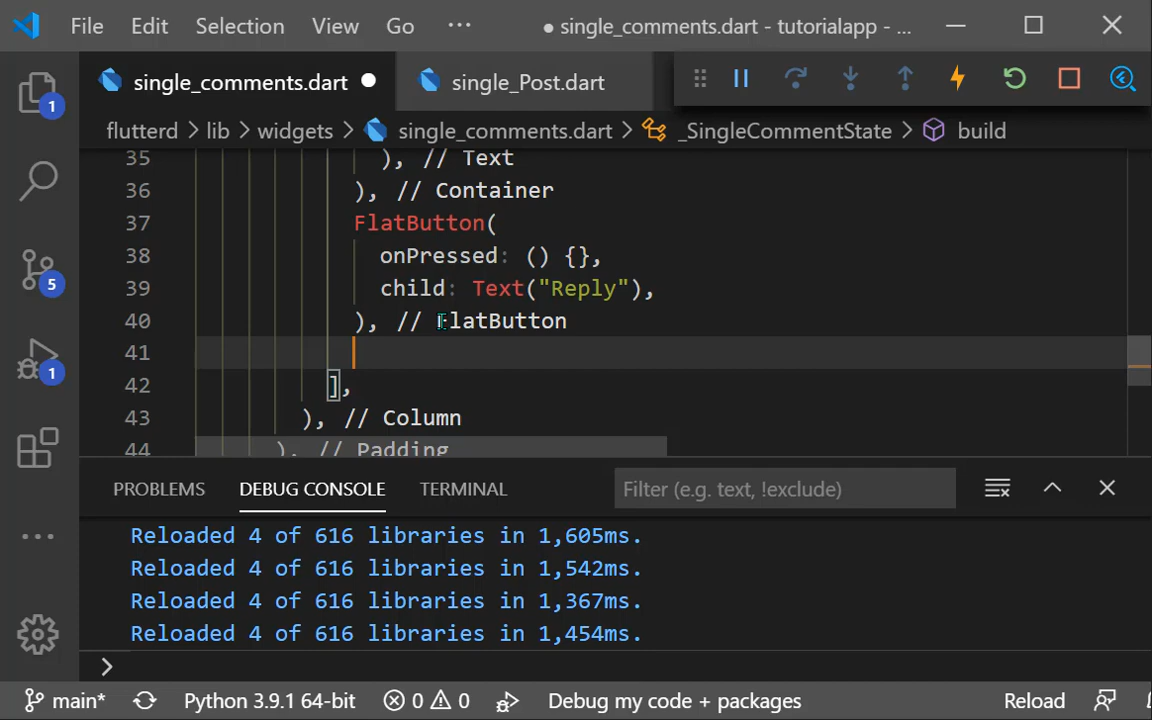 File Edit Selection View Go ··· ● single_comments.dart - tutorialapp - ...
single_comments.dart ● single_Post.dart
1
flutterd > lib > widgets > single_comments.dart > _SingleCommentState > build
35 ), // Text
36 ), // Container
37 FlatButton(
38 onPressed: () {},
39 child: Text("Reply"),
40 ), // FlatButton
41
42 ],
43 ), // Column
44 ), // Padding
5
1
PROBLEMS DEBUG CONSOLE TERMINAL Filter (e.g. text, !exclude)
Reloaded 4 of 616 libraries in 1,605ms.
Reloaded 4 of 616 libraries in 1,542ms.
Reloaded 4 of 616 libraries in 1,367ms.
Reloaded 4 of 616 libraries in 1,454ms.
>
main* Python 3.9.1 64-bit 0 0 Debug my code + packages Reload